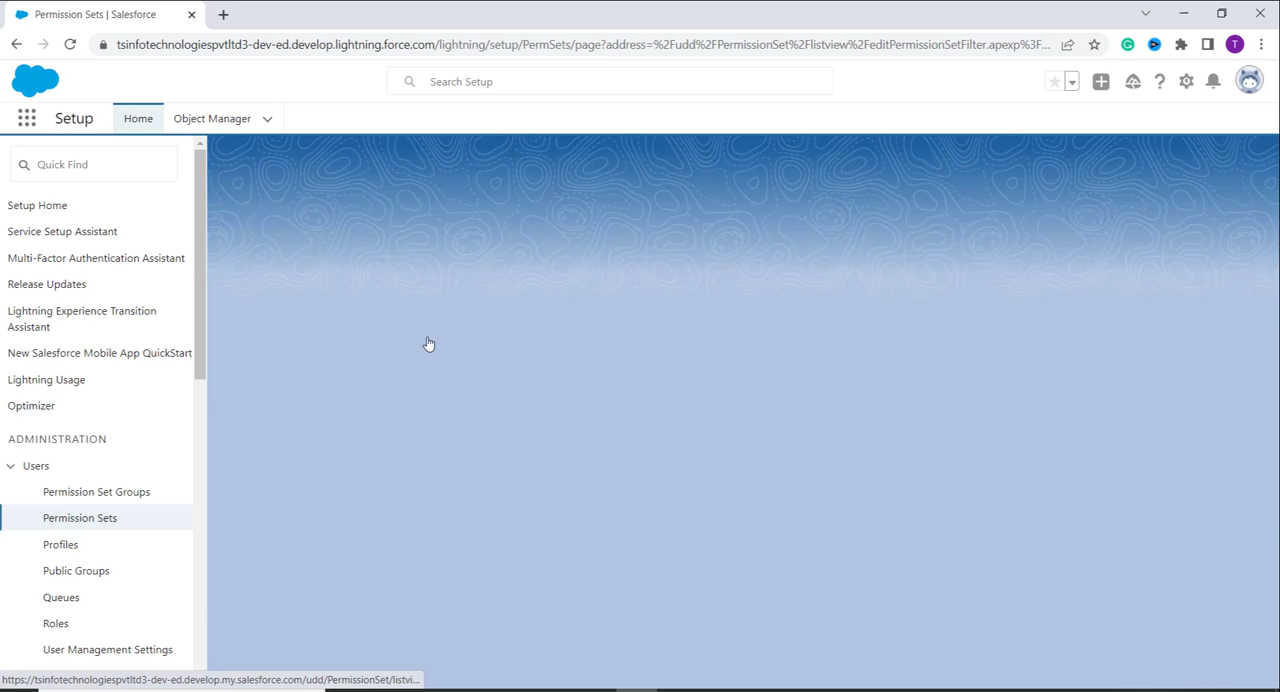 Permission Sets | Salesforce
tsinfotechnologiespvtltd3-dev-ed.develop.lightning.force.com/lightning/setup/PermSets/page?address=%2Fudd%2FPermissionSet%2Flistview%2FeditPermissionSetFilter.apexp%3F...
T
Search Setup
Setup
Home
Object Manager
Quick Find
Setup Home
Service Setup Assistant
Multi-Factor Authentication Assistant
Release Updates
Lightning Experience Transition
Assistant
New Salesforce Mobile App QuickStart
Lightning Usage
Optimizer
ADMINISTRATION
Users
Permission Set Groups
Permission Sets
Profiles
Public Groups
Queues
Roles
User Management Settings
https://tsinfotechnologiespvtltd3-dev-ed.develop.my.salesforce.com/udd/PermissionSet/listvi...